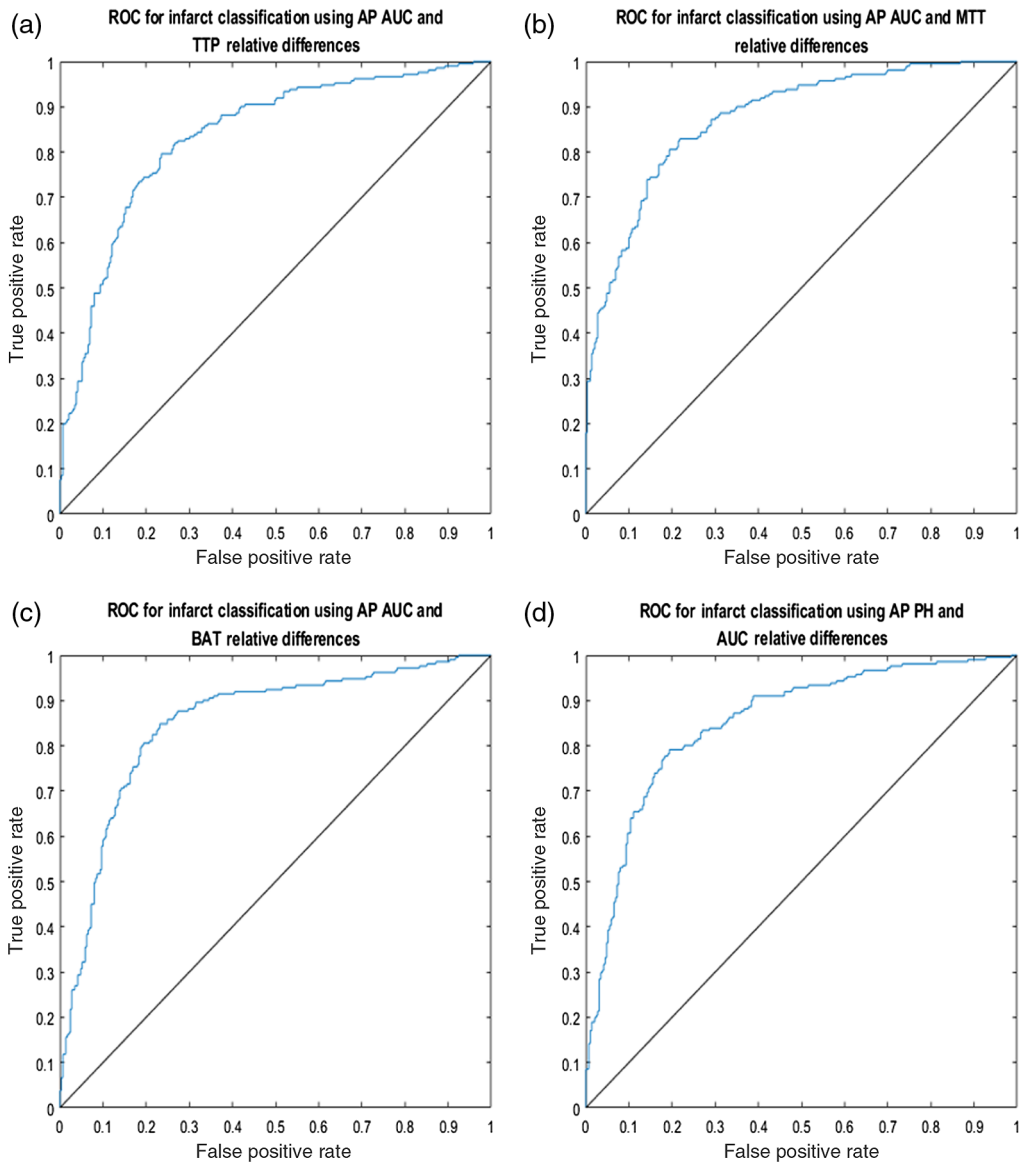 (a)
ROC for infarct classification using AP AUC and
TTP relative differences
1
0.9
0.8
0.7
0.6
0.5
0.4
0.3
0.2
0.1
0
True positive rate
0 0.1 0.2 0.3 0.4 0.5 0.6 0.7 0.8 0.9 1
False positive rate
(b)
ROC for infarct classification using AP AUC and MTT
relative differences
1
0.9
0.8
0.7
0.6
0.5
0.4
0.3
0.2
0.1
0
True positive rate
0 0.1 0.2 0.3 0.4 0.5 0.6 0.7 0.8 0.9 1
False positive rate
(c)
ROC for infarct classification using AP AUC and
BAT relative differences
1
0.9
0.8
0.7
0.6
0.5
0.4
0.3
0.2
0.1
0
True positive rate
0 0.1 0.2 0.3 0.4 0.5 0.6 0.7 0.8 0.9 1
False positive rate
(d)
ROC for infarct classification using AP PH and
AUC relative differences
1
0.9
0.8
0.7
0.6
0.5
0.4
0.3
0.2
0.1
0
True positive rate
0 0.1 0.2 0.3 0.4 0.5 0.6 0.7 0.8 0.9 1
False positive rate